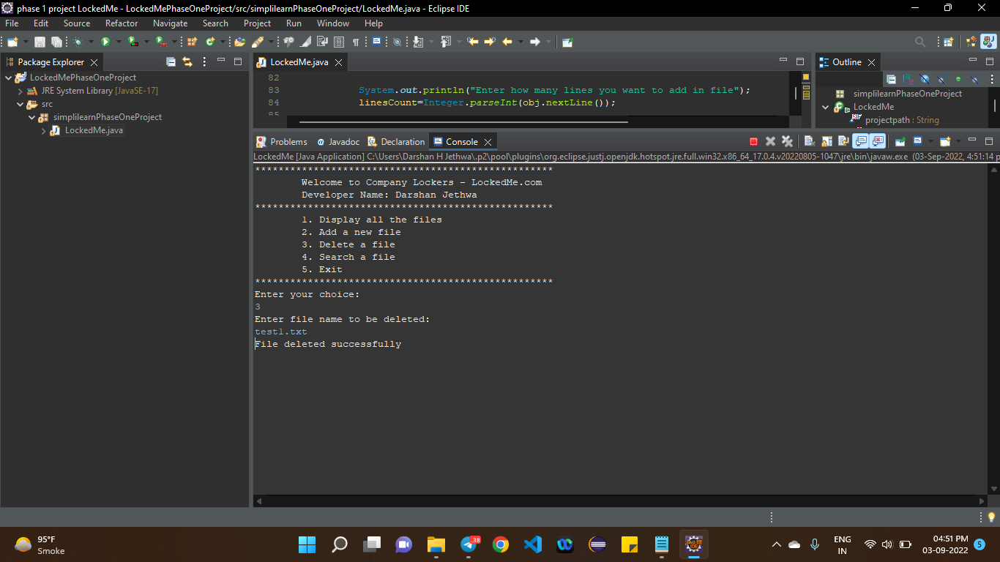 phase 1 project LockedMe - LockedMePhaseOneProject/src/simplilearnPhaseOneProject/LockedMe.java - Eclipse IDE
File Edit Source Refactor Navigate Search Project Run Window Help
Package Explorer
LockedMePhaseOneProject
JRE System Library [JavaSE-17]
src
simplilearnPhaseOneProject
LockedMe.java
LockedMe.java
82
83 System.out.println("Enter how many lines you want to add in file");
84 linesCount=Integer.parseInt(obj.nextLine());
85
Outline
simplilearnPhaseOneProject
LockedMe
projectpath : String
Problems Javadoc Declaration Console
LockedMe [Java Application] C:\Users\Darshan H Jethwa\.p2\pool\plugins\org.eclipse.justj.openjdk.hotspot.jre.full.win32.x86_64_17.0.4.v20220805-1047\jre\bin\javaw.exe (03-Sep-2022, 4:51:14 p
***************************************************
Welcome to Company Lockers - LockedMe.com
Developer Name: Darshan Jethwa
***************************************************
1. Display all the files
2. Add a new file
3. Delete a file
4. Search a file
5. Exit
***************************************************
Enter your choice:
3
Enter file name to be deleted:
test1.txt
File deleted successfully
95°F
Smoke
38
ENG
IN
04:51 PM
03-09-2022
5